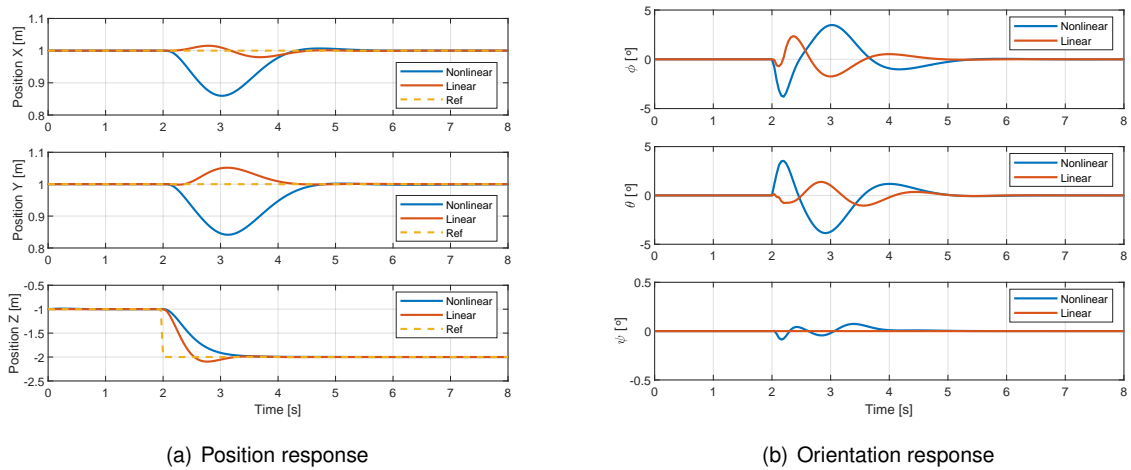 Position X [m]
1.1
1
0.9
0.8
Nonlinear
Linear
Ref
0 1 2 3 4 5 6 7 8
Position Y [m]
1.1
1
0.9
0.8
Nonlinear
Linear
Ref
0 1 2 3 4 5 6 7 8
Position Z [m]
-0.5
-1
-1.5
-2
-2.5
Nonlinear
Linear
Ref
0 1 2 3 4 5 6 7 8
Time [s]
(a) Position response
ϕ [º]
5
0
-5
Nonlinear
Linear
0 1 2 3 4 5 6 7 8
θ [º]
5
0
-5
Nonlinear
Linear
0 1 2 3 4 5 6 7 8
ψ [º]
0.5
0
-0.5
Nonlinear
Linear
0 1 2 3 4 5 6 7 8
Time [s]
(b) Orientation response